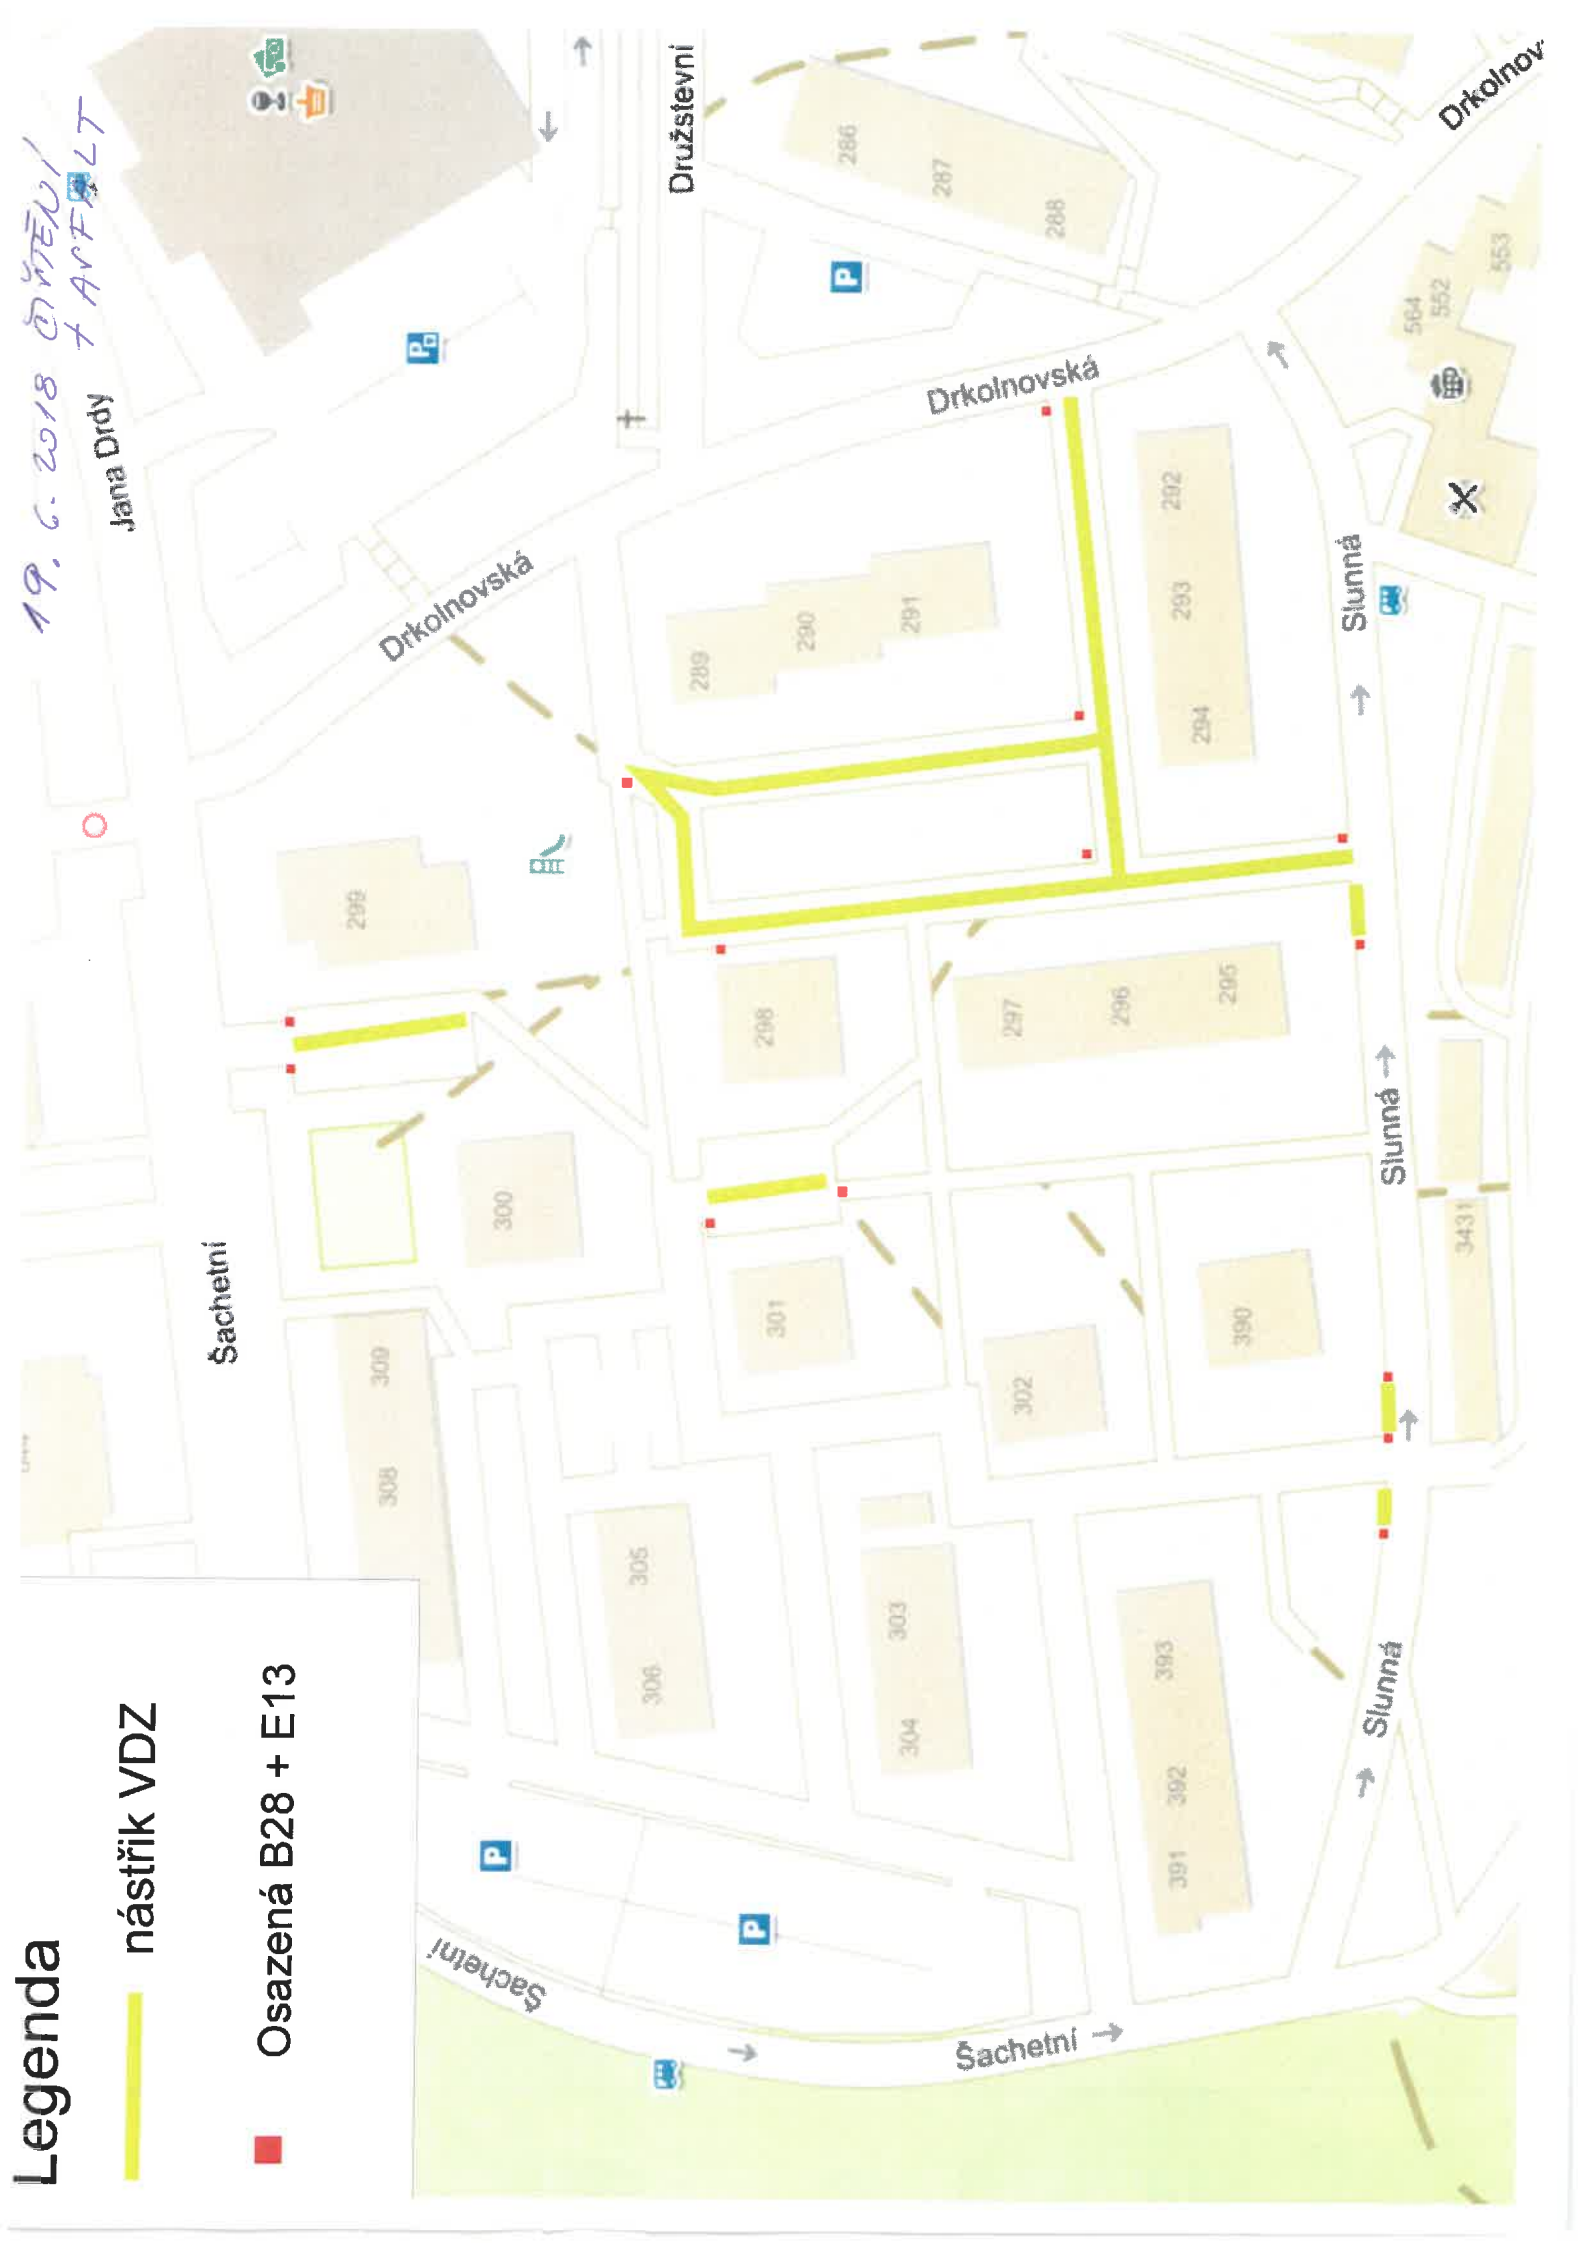 19. 6. 2018 ČIŠTĚNÍ
+ ASFALT
Jana Drdy
Družstevní
Drkolnovská
Drkolnovská
Drkolnov
Šachetní
Šachetní
Šachetní
Slunná
Slunná
Slunná
286
287
288
289
290
291
292
293
294
295
296
297
298
299
300
301
302
303
304
305
306
308
309
390
391
392
393
3431
552
553
564
P
P
P
P
Legenda
nástřik VDZ
Osazená B28 + E13